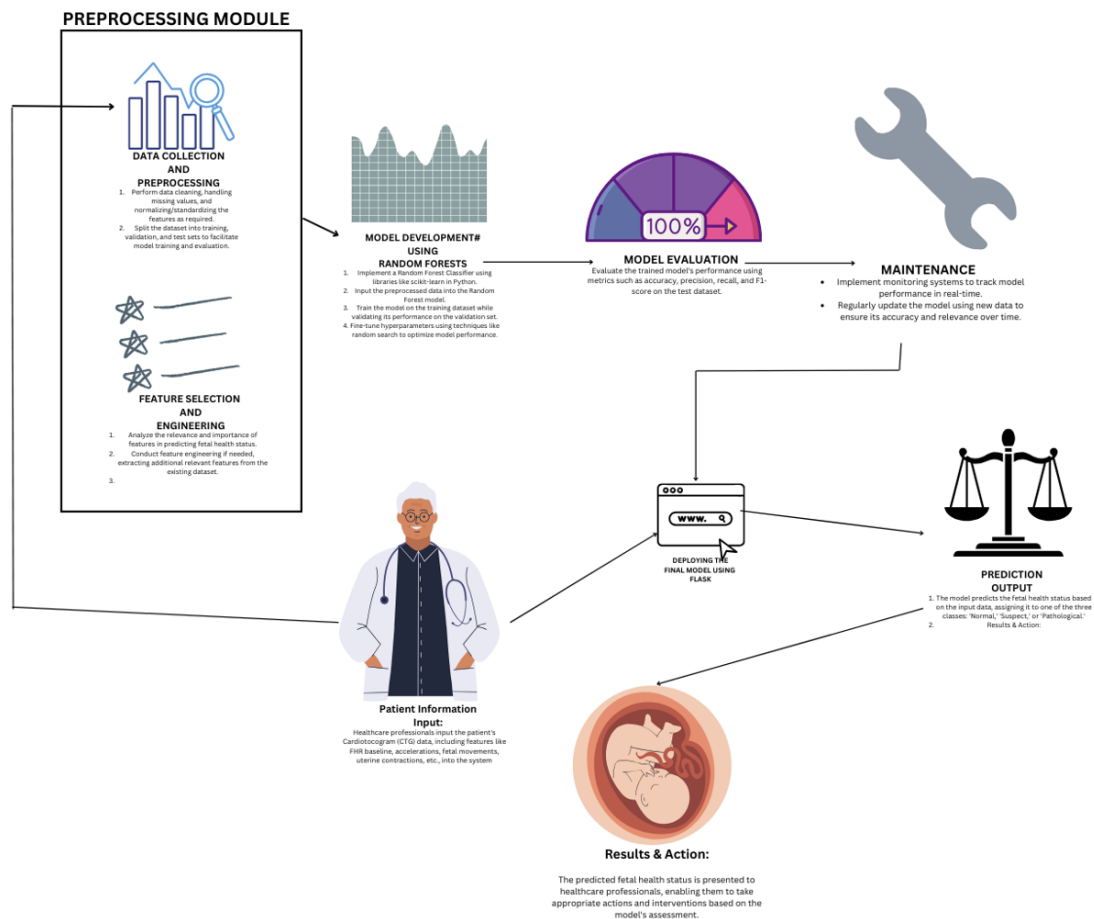 PREPROCESSING MODULE
DATA COLLECTION
AND
PREPROCESSING
1. Perform data cleaning, handling
missing values, and
normalizing/standardizing the
features as required.
2. Split the dataset into training,
validation, and test sets to facilitate
model training and evaluation.
FEATURE SELECTION
AND
ENGINEERING
1. Analyze the relevance and importance of
features in predicting fetal health status.
2. Conduct feature engineering if needed,
extracting additional relevant features from the
existing dataset.
3.
MODEL DEVELOPMENT#
USING
RANDOM FORESTS
1. Implement a Random Forest Classifier using
libraries like scikit-learn in Python.
2. Input the preprocessed data into the Random
Forest model.
3. Train the model on the training dataset while
validating its performance on the validation set.
4. Fine-tune hyperparameters using techniques like
random search to optimize model performance.
100%
MODEL EVALUATION
Evaluate the trained model's performance using
metrics such as accuracy, precision, recall, and F1-
score on the test dataset.
MAINTENANCE
• Implement monitoring systems to track model
performance in real-time.
• Regularly update the model using new data to
ensure its accuracy and relevance over time.
www.
DEPLOYING THE
FINAL MODEL USING
FLASK
PREDICTION
OUTPUT
1. The model predicts the fetal health status based
on the input data, assigning it to one of the three
classes: 'Normal,' 'Suspect,' or 'Pathological.'
2. Results & Action:
Patient Information
Input:
Healthcare professionals input the patient's
Cardiotocogram (CTG) data, including features like
FHR baseline, accelerations, fetal movements,
uterine contractions, etc., into the system
Results & Action:
The predicted fetal health status is presented to
healthcare professionals, enabling them to take
appropriate actions and interventions based on the
model's assessment.